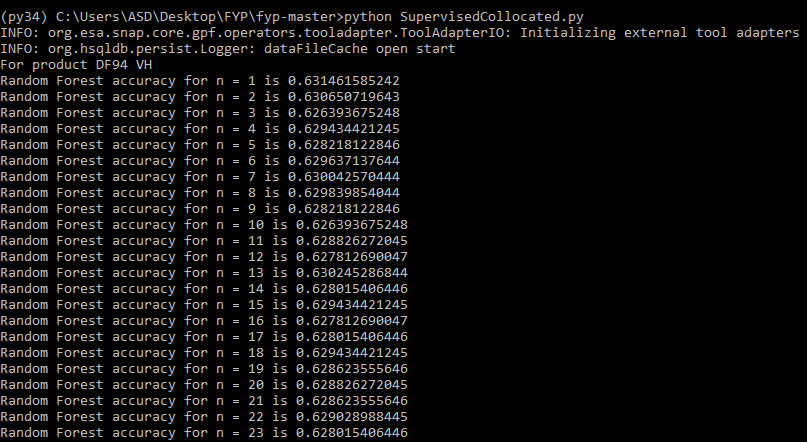 (py34) C:\Users\ASD\Desktop\FYP\fyp-master>python SupervisedCollocated.py
INFO: org.esa.snap.core.gpf.operators.tooladapter.ToolAdapterIO: Initializing external tool adapters
INFO: org.hsqldb.persist.Logger: dataFileCache open start
For product DF94 VH
Random Forest accuracy for n = 1 is 0.631461585242
Random Forest accuracy for n = 2 is 0.630650719643
Random Forest accuracy for n = 3 is 0.626393675248
Random Forest accuracy for n = 4 is 0.629434421245
Random Forest accuracy for n = 5 is 0.628218122846
Random Forest accuracy for n = 6 is 0.629637137644
Random Forest accuracy for n = 7 is 0.630042570444
Random Forest accuracy for n = 8 is 0.629839854044
Random Forest accuracy for n = 9 is 0.628218122846
Random Forest accuracy for n = 10 is 0.626393675248
Random Forest accuracy for n = 11 is 0.628826272045
Random Forest accuracy for n = 12 is 0.627812690047
Random Forest accuracy for n = 13 is 0.630245286844
Random Forest accuracy for n = 14 is 0.628015406446
Random Forest accuracy for n = 15 is 0.629434421245
Random Forest accuracy for n = 16 is 0.627812690047
Random Forest accuracy for n = 17 is 0.628015406446
Random Forest accuracy for n = 18 is 0.629434421245
Random Forest accuracy for n = 19 is 0.628623555646
Random Forest accuracy for n = 20 is 0.628826272045
Random Forest accuracy for n = 21 is 0.628623555646
Random Forest accuracy for n = 22 is 0.629028988445
Random Forest accuracy for n = 23 is 0.628015406446